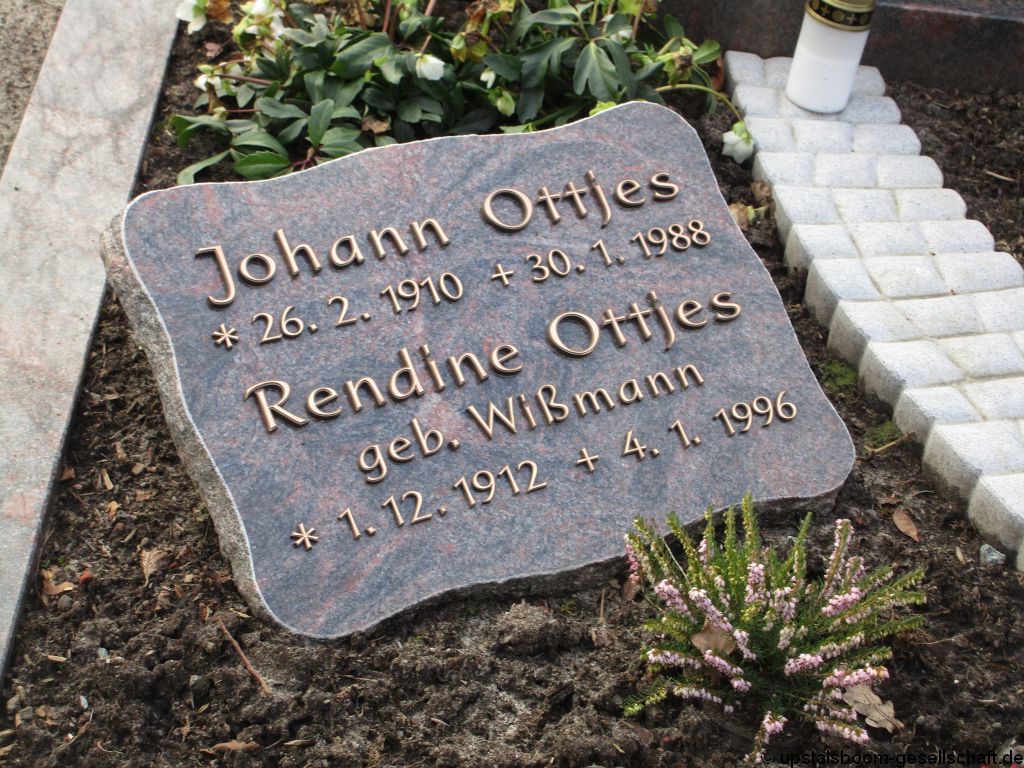 Johann Ottjes
* 26. 2. 1910 + 30. 1. 1988
Rendine Ottjes
geb. Wißmann
* 1. 12. 1912 + 4. 1. 1996
© upstalsboom-gesellschaft.de